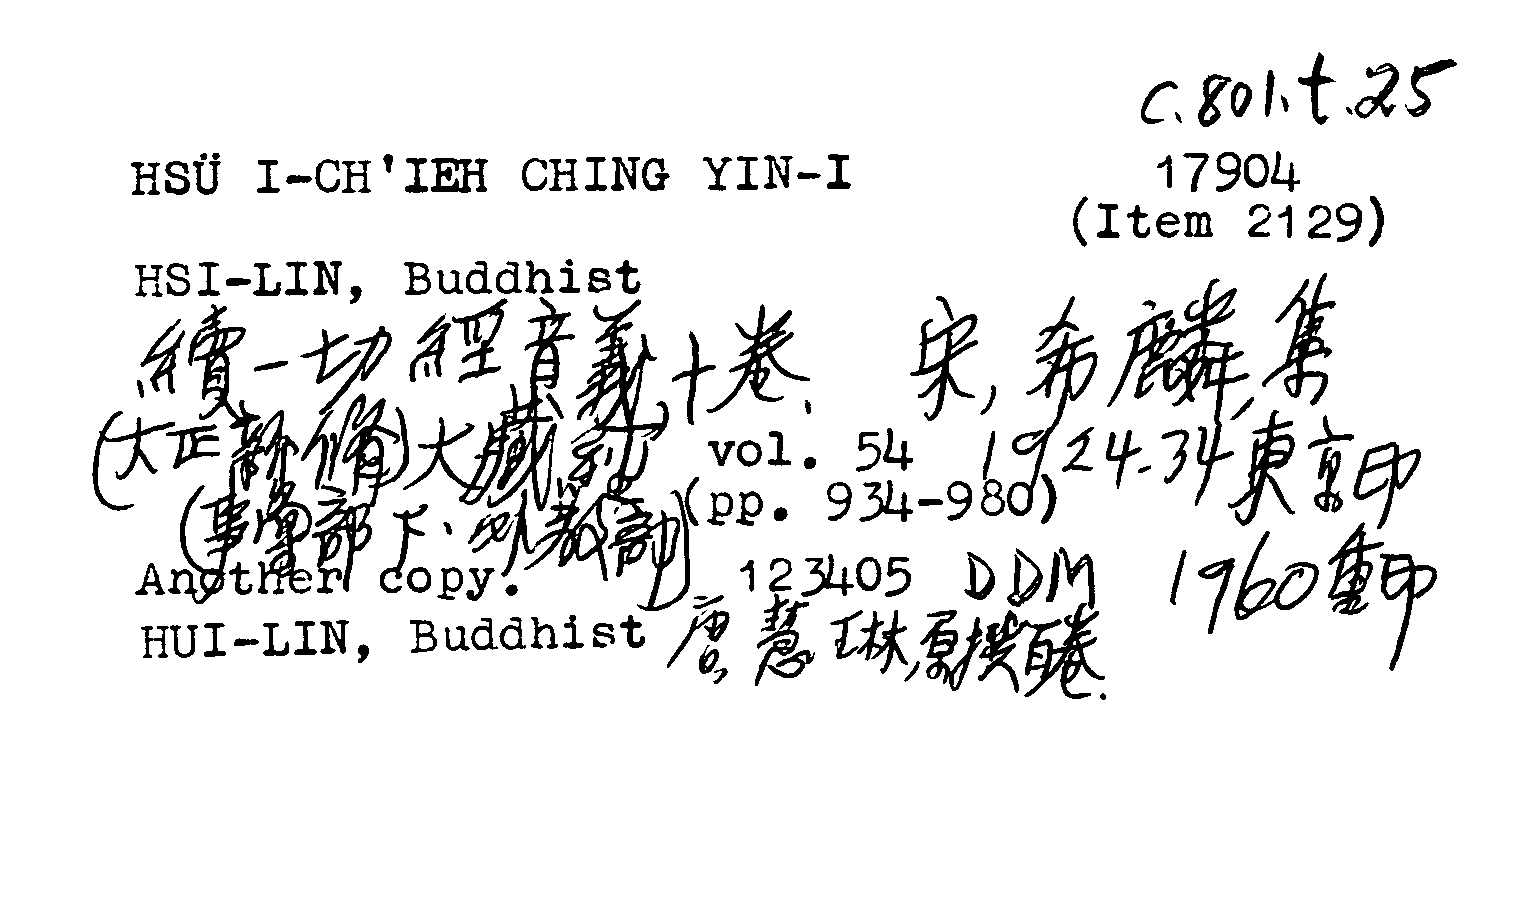 C.801.t.25
HSÜ I-CH'IEH CHING YIN-I 17904
(Item 2129)
HSI-LIN, Buddhist
續一切經音義,十卷. 宋,希麟,集
(大正新修)大藏經 vol. 54 1924-34,東京印
(事彙部下·外教部) (pp. 934-980)
Another copy. 123405 DDM 1960重印
HUI-LIN, Buddhist 唐,慧琳,原撰百卷.